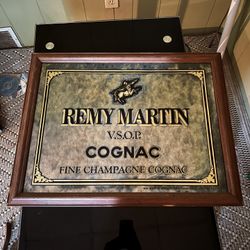 REMY MARTIN
V.S.O.P.
COGNAC
FINE CHAMPAGNE COGNAC